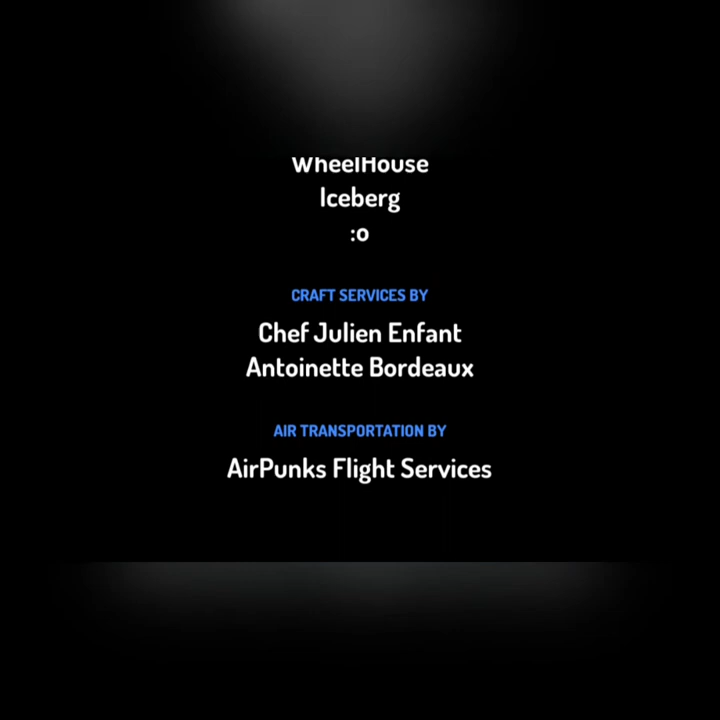 WheelHouse
Iceberg
:o
CRAFT SERVICES BY
Chef Julien Enfant
Antoinette Bordeaux
AIR TRANSPORTATION BY
AirPunks Flight Services